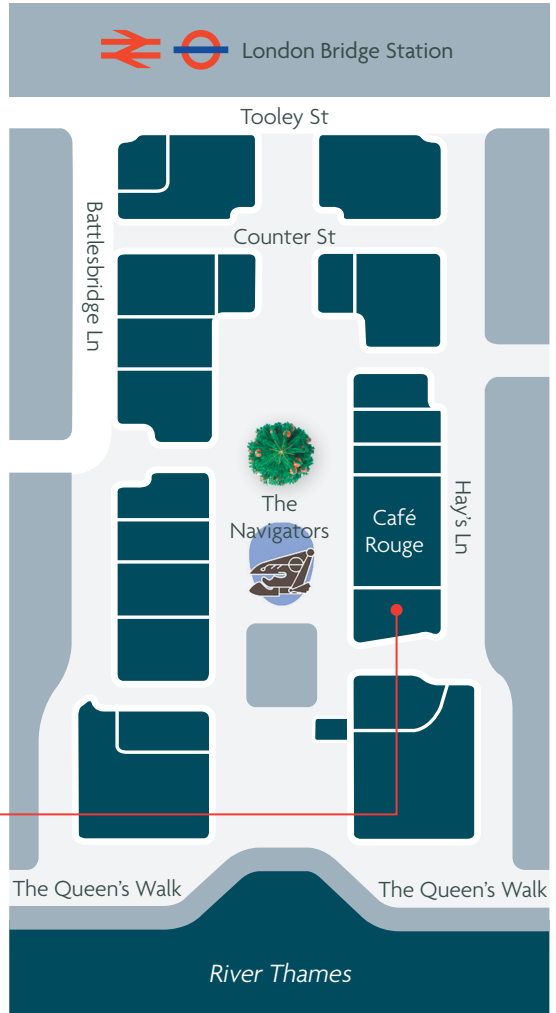 London Bridge Station
Tooley St
Battlesbridge Ln
Counter St
The
Navigators
Café
Rouge
Hay's Ln
The Queen's Walk
The Queen's Walk
River Thames